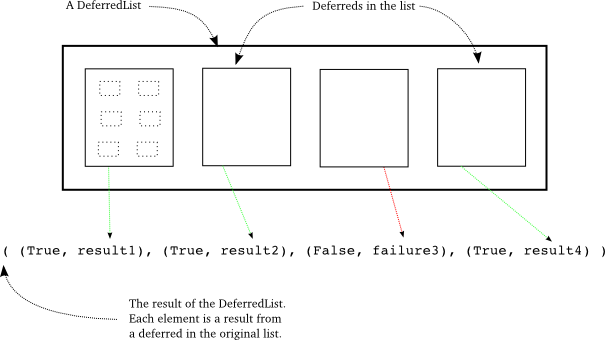 A DeferredList
Deferreds in the list
( (True, result1), (True, result2), (False, failure3), (True, result4) )
The result of the DeferredList.
Each element is a result from
a deferred in the original list.